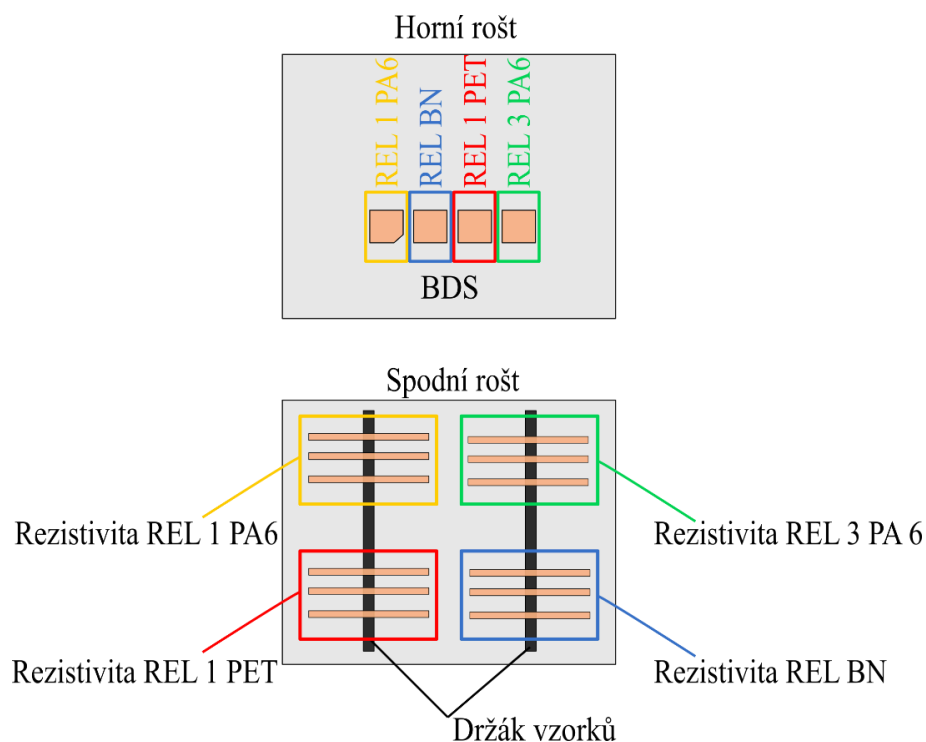 Horní rošt
REL 1 PA6
REL BN
REL 1 PET
REL 3 PA6
BDS
Spodní rošt
Rezistivita REL 1 PA6
Rezistivita REL 3 PA 6
Rezistivita REL 1 PET
Rezistivita REL BN
Držák vzorků